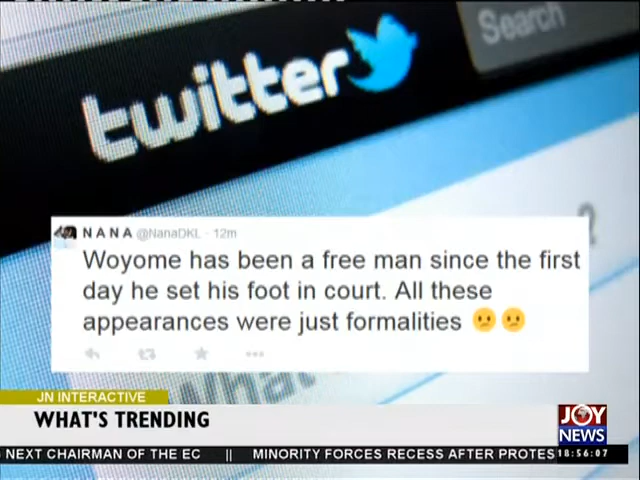 twitter
Search
N A N A @NanaDKL · 12m
Woyome has been a free man since the first
day he set his foot in court. All these
appearances were just formalities 😕😕
What
?
JN INTERACTIVE
WHAT'S TRENDING
JOY
NEWS
NEXT CHAIRMAN OF THE EC || MINORITY FORCES RECESS AFTER PROTES
18:56:07